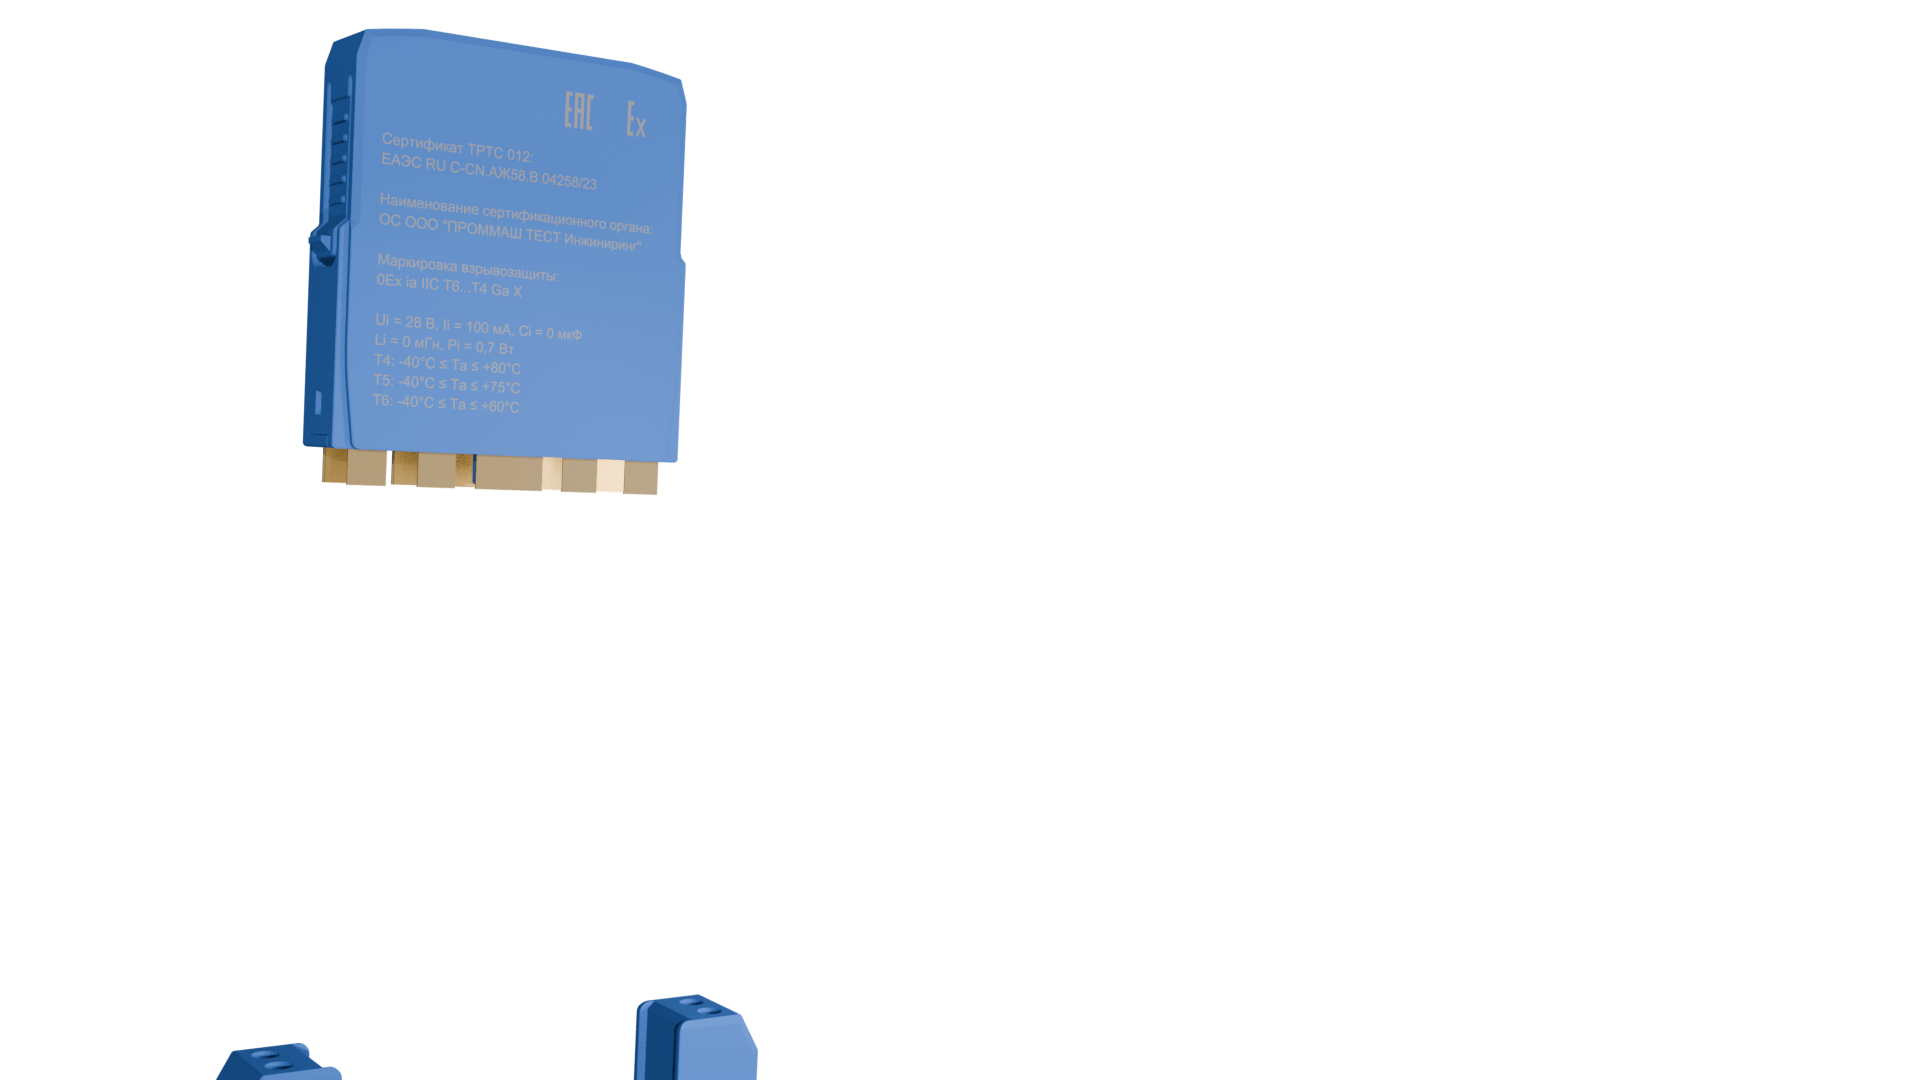 EAC Ex
Сертификат ТРТС 012:
ЕАЭС RU C-CN.АЖ58.В.04258/23
Наименование сертификационного органа:
ОС ООО "ПРОММАШ ТЕСТ Инжиниринг"
Маркировка взрывозащиты:
0Ex ia IIC T6...T4 Ga X
Ui = 28 В, Ii = 100 мА, Ci = 0 мкФ
Li = 0 мГн, Pi = 0,7 Вт
T4: -40°C ≤ Ta ≤ +80°C
T5: -40°C ≤ Ta ≤ +75°C
T6: -40°C ≤ Ta ≤ +60°C